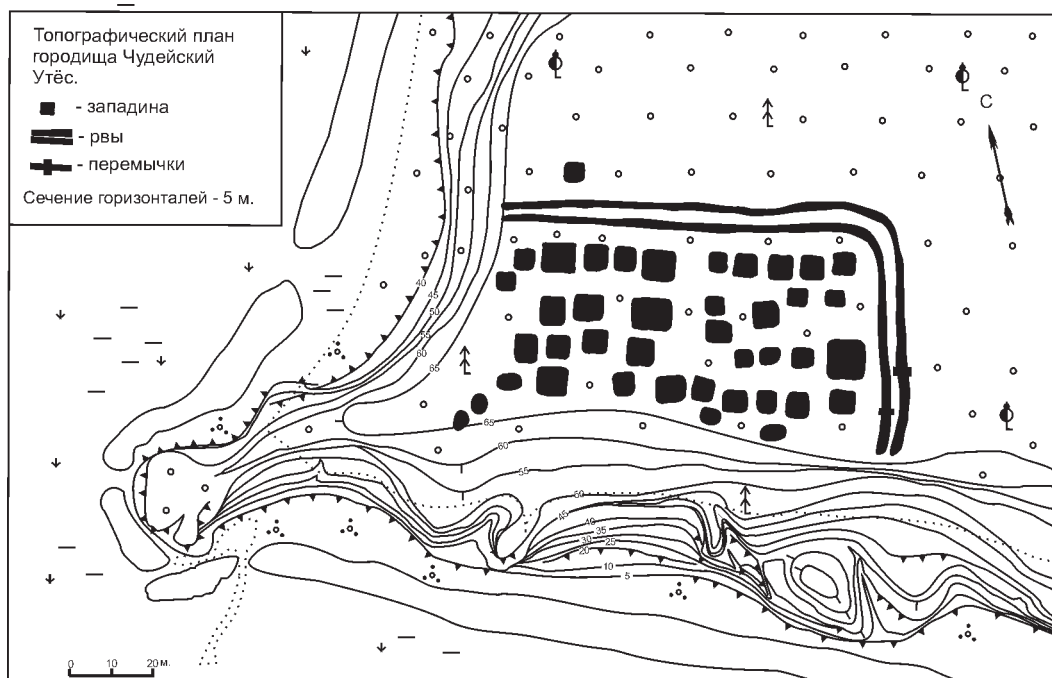 Топографический план
городища Чудейский
Утёс.
- западина
- рвы
- перемычки
Сечение горизонталей - 5 м.
С
40
45
50
55
60
65
65
60
55
60
45
40
35
30 25
20
10
5
0 10 20 м.